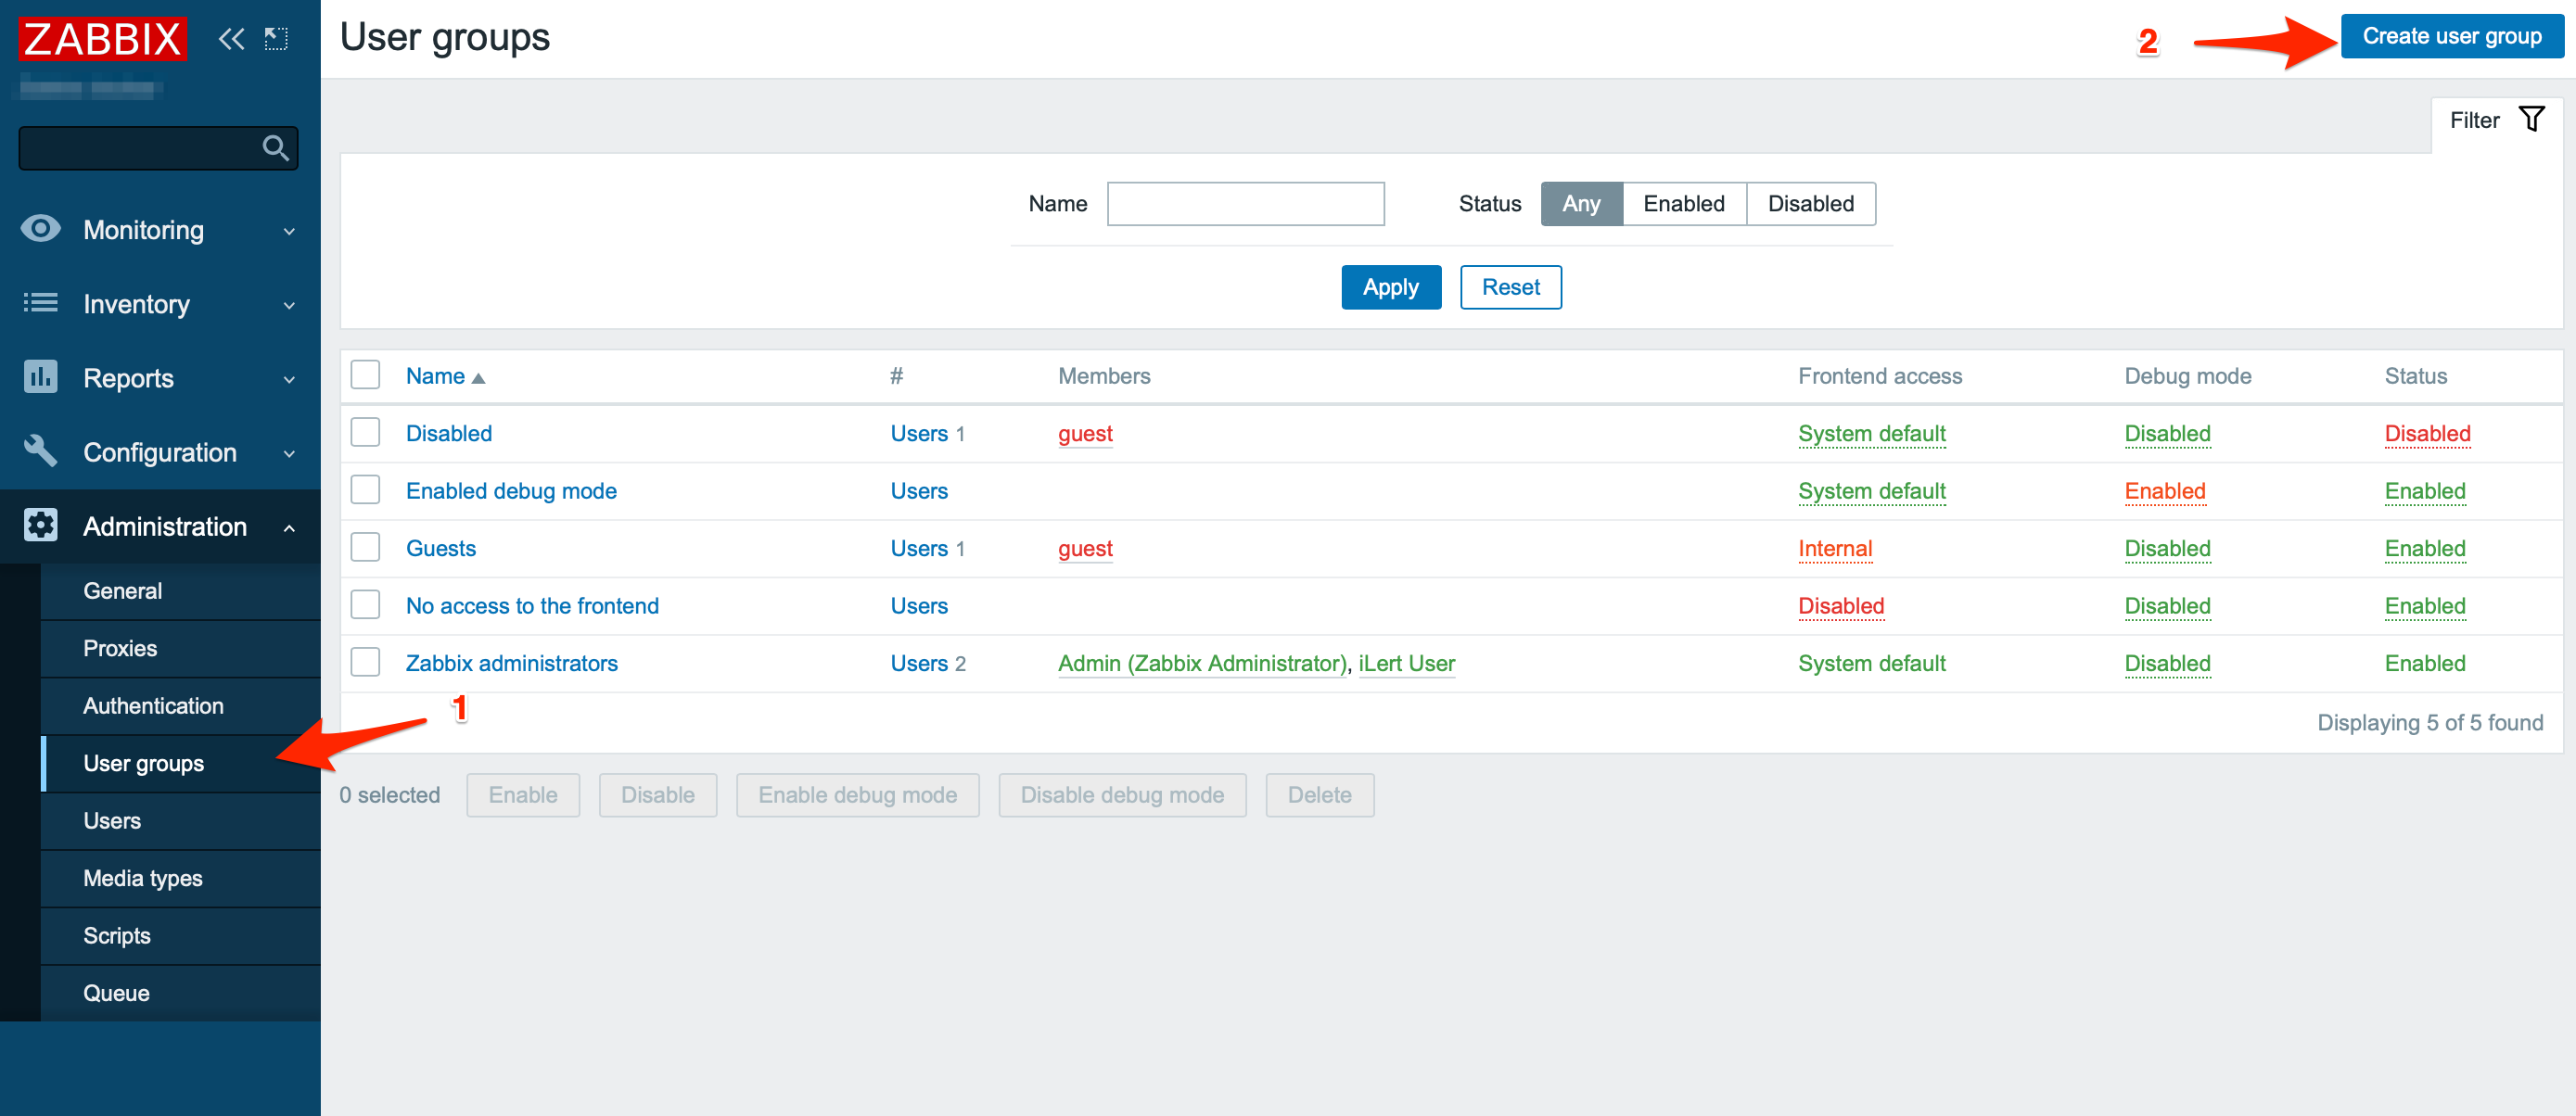 ZABBIX
User groups
2
Create user group
Filter
Name
Status Any Enabled Disabled
Apply Reset
Monitoring
Inventory
Reports
Configuration
Administration
General
Proxies
Authentication
User groups
Users
Media types
Scripts
Queue
1
Name # Members Frontend access Debug mode Status
Disabled Users 1 guest System default Disabled Disabled
Enabled debug mode Users System default Enabled Enabled
Guests Users 1 guest Internal Disabled Enabled
No access to the frontend Users Disabled Disabled Enabled
Zabbix administrators Users 2 Admin (Zabbix Administrator), iLert User System default Disabled Enabled
Displaying 5 of 5 found
0 selected Enable Disable Enable debug mode Disable debug mode Delete